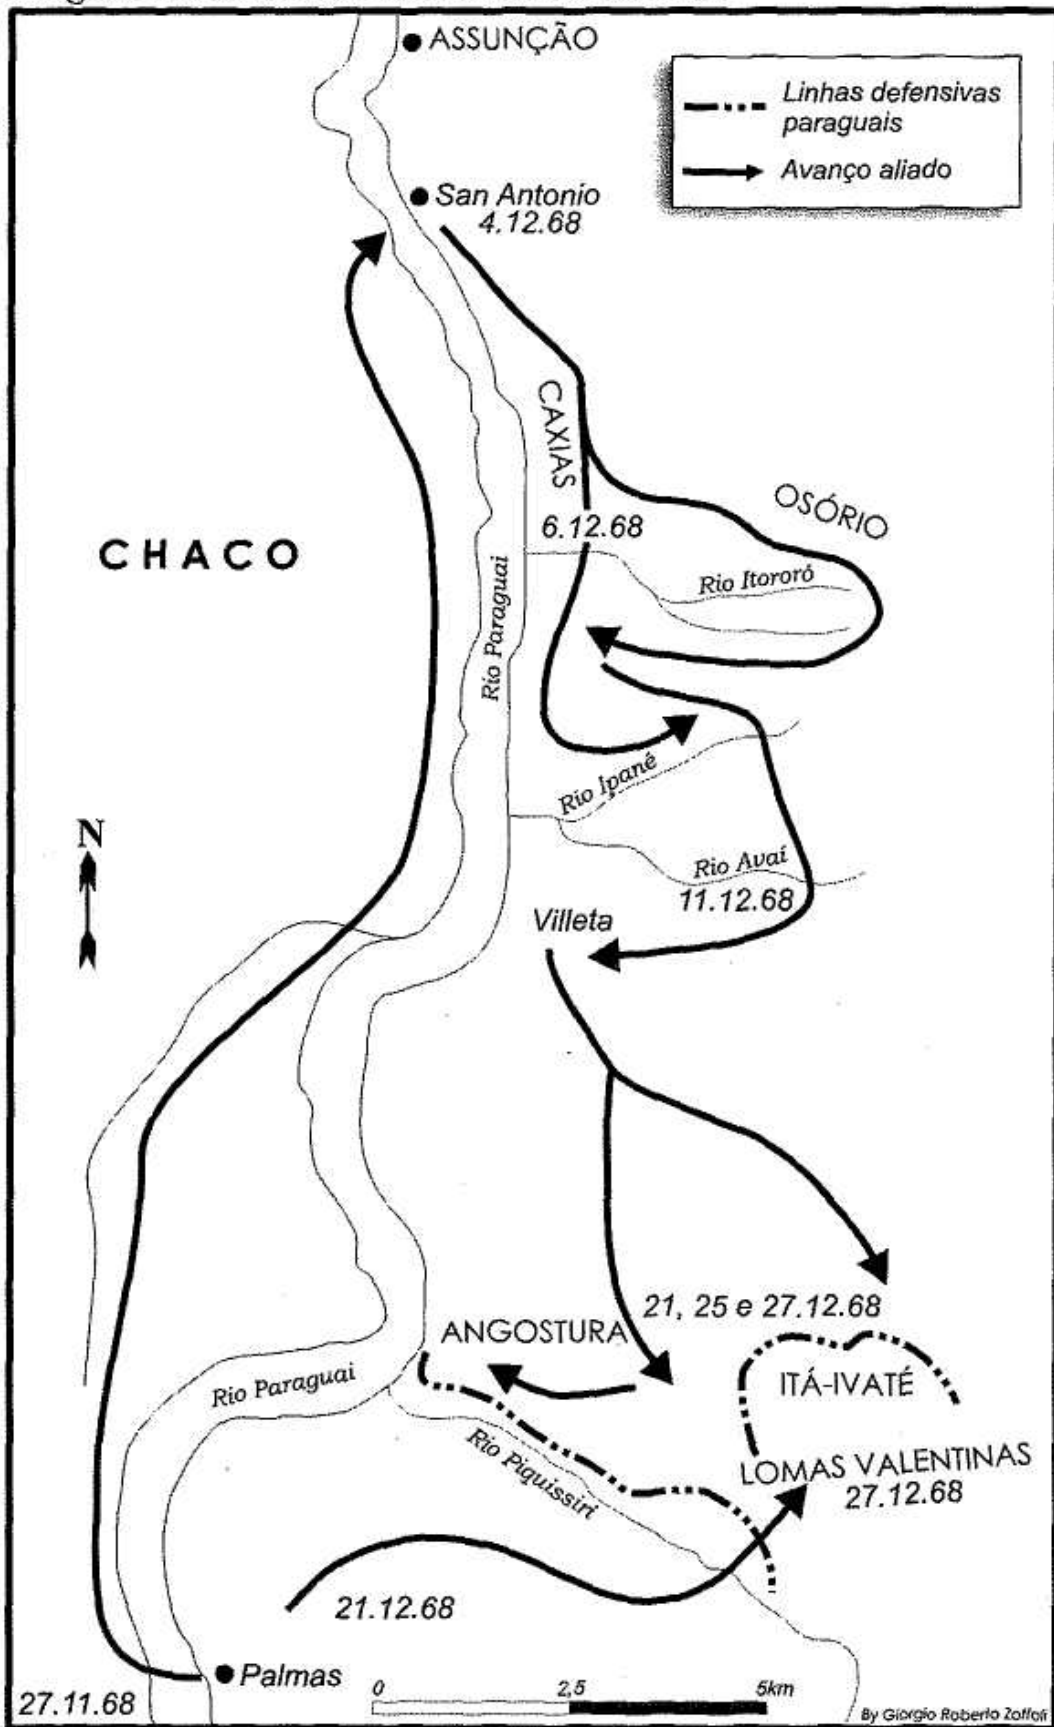 ASSUNÇÃO
Linhas defensivas
paraguais
Avanço aliado
San Antonio
4.12.68
CAXIAS
OSÓRIO
6.12.68
CHACO
Rio Itororó
Rio Paraguai
Rio Ipané
N
Rio Avaí
11.12.68
Villeta
21, 25 e 27.12.68
ANGOSTURA
ITÁ-IVATÉ
Rio Paraguai
Rio Piquissiri
LOMAS VALENTINAS
27.12.68
21.12.68
Palmas
27.11.68
0 2,5 5km
By Giorgio Roberto Zoffoli